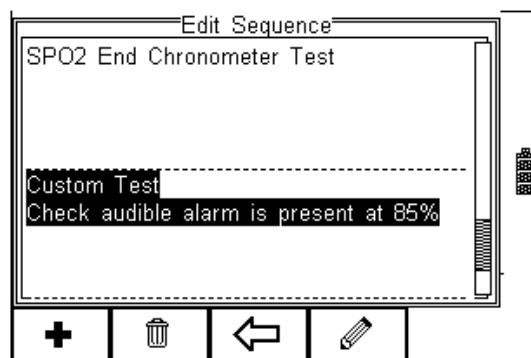 Edit Sequence
SPO2 End Chronometer Test
Custom Test
Check audible alarm is present at 85%